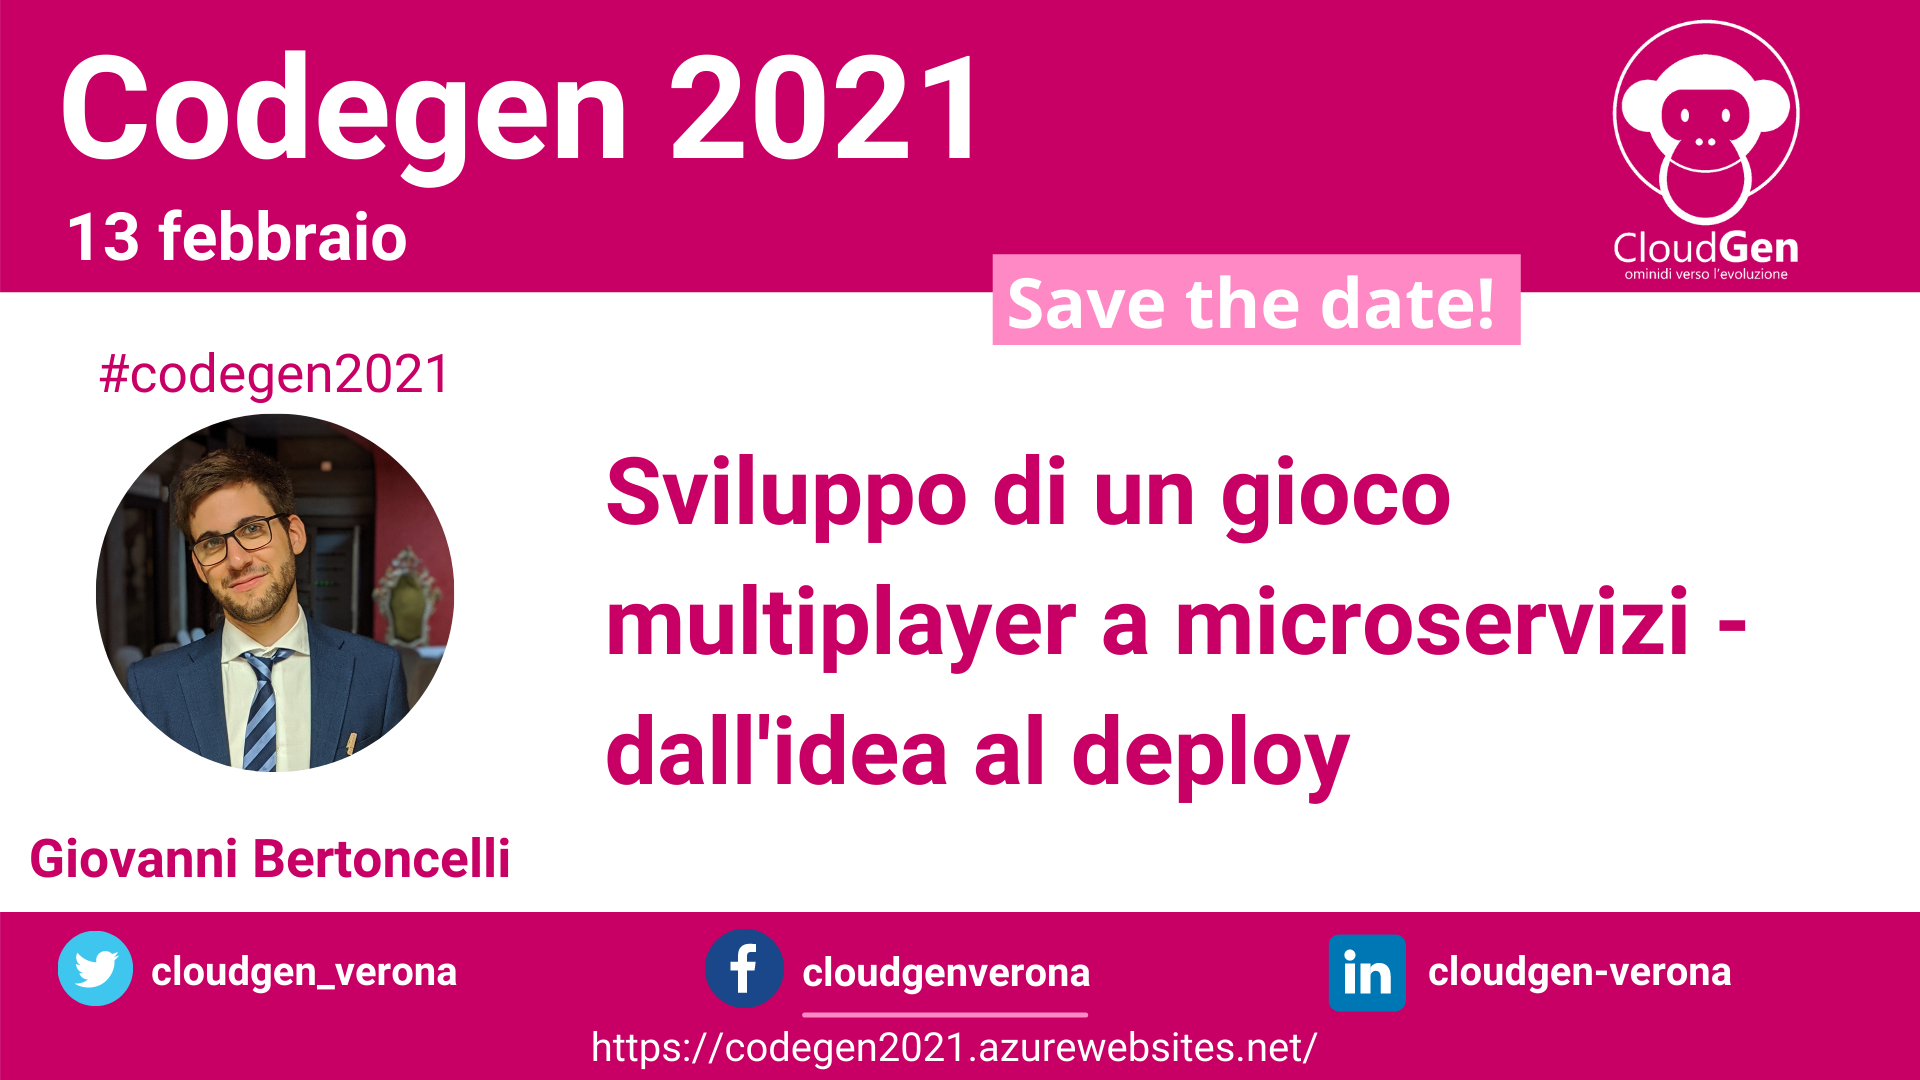 Codegen 2021
13 febbraio
CloudGen
ominidi verso l'evoluzione
Save the date!
#codegen2021
Sviluppo di un gioco
multiplayer a microservizi -
dall'idea al deploy
Giovanni Bertoncelli
cloudgen_verona
f cloudgenverona
in cloudgen-verona
https://codegen2021.azurewebsites.net/